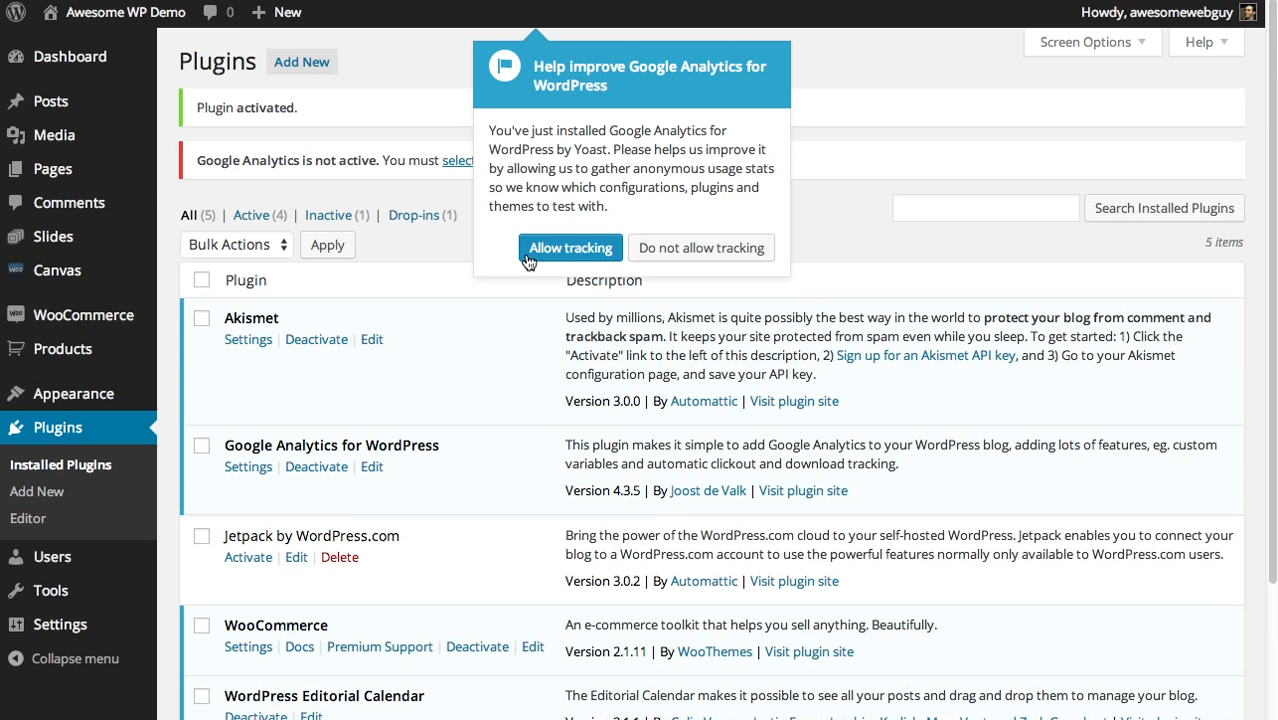 Awesome WP Demo 0 + New Howdy, awesomewebguy
Dashboard
Posts
Media
Pages
Comments
Slides
Canvas
WooCommerce
Products
Appearance
Plugins
Installed Plugins
Add New
Editor
Users
Tools
Settings
Collapse menu
Screen Options Help
Plugins Add New
Plugin activated.
Google Analytics is not active. You must select
Help improve Google Analytics for
WordPress
You've just installed Google Analytics for
WordPress by Yoast. Please helps us improve it
by allowing us to gather anonymous usage stats
so we know which configurations, plugins and
themes to test with.
Allow tracking Do not allow tracking
All (5) | Active (4) | Inactive (1) | Drop-ins (1)
Search Installed Plugins
Bulk Actions Apply
5 items
Plugin Description
Akismet
Settings | Deactivate | Edit
Used by millions, Akismet is quite possibly the best way in the world to protect your blog from comment and
trackback spam. It keeps your site protected from spam even while you sleep. To get started: 1) Click the
"Activate" link to the left of this description, 2) Sign up for an Akismet API key, and 3) Go to your Akismet
configuration page, and save your API key.
Version 3.0.0 | By Automattic | Visit plugin site
Google Analytics for WordPress
Settings | Deactivate | Edit
This plugin makes it simple to add Google Analytics to your WordPress blog, adding lots of features, eg. custom
variables and automatic clickout and download tracking.
Version 4.3.5 | By Joost de Valk | Visit plugin site
Jetpack by WordPress.com
Activate | Edit | Delete
Bring the power of the WordPress.com cloud to your self-hosted WordPress. Jetpack enables you to connect your
blog to a WordPress.com account to use the powerful features normally only available to WordPress.com users.
Version 3.0.2 | By Automattic | Visit plugin site
WooCommerce
Settings | Docs | Premium Support | Deactivate | Edit
An e-commerce toolkit that helps you sell anything. Beautifully.
Version 2.1.11 | By WooThemes | Visit plugin site
WordPress Editorial Calendar
Deactivate | Edit
The Editorial Calendar makes it possible to see all your posts and drag and drop them to manage your blog.